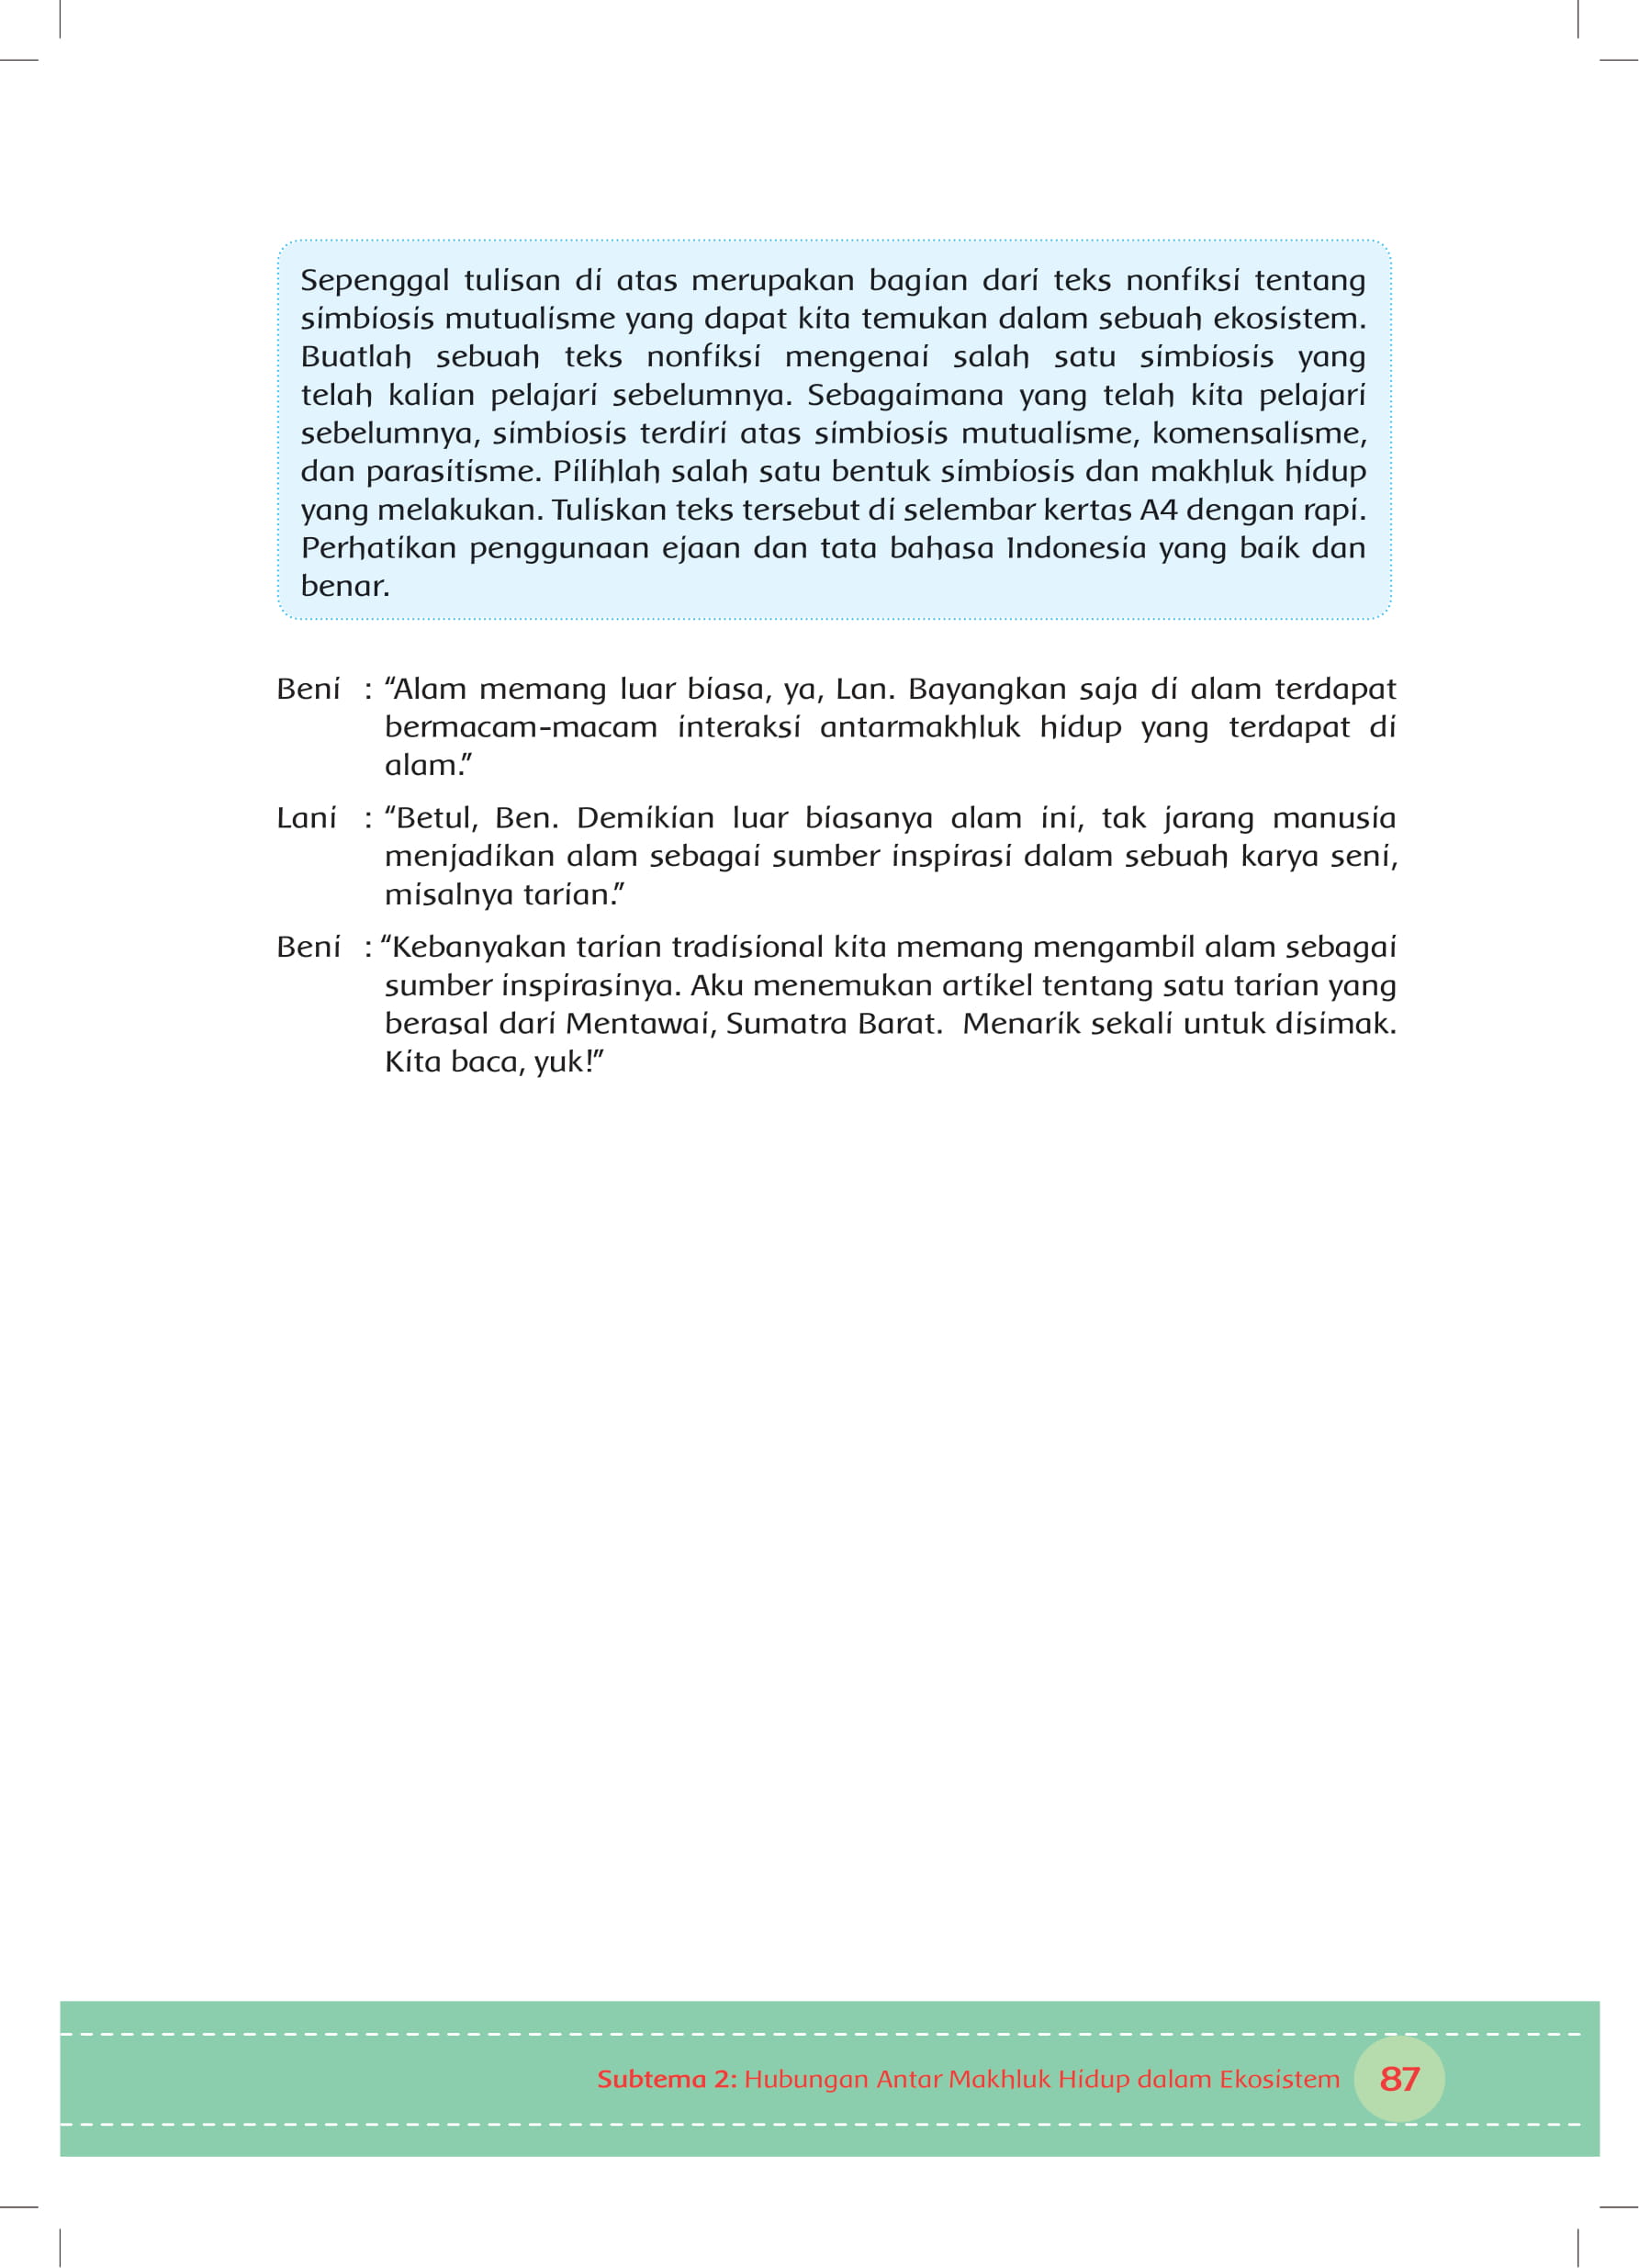 Sepenggal tulisan di atas merupakan bagian dari teks nonfiksi tentang
simbiosis mutualisme yang dapat kita temukan dalam sebuah ekosistem.
Buatlah sebuah teks nonfiksi mengenai salah satu simbiosis yang
telah kalian pelajari sebelumnya. Sebagaimana yang telah kita pelajari
sebelumnya, simbiosis terdiri atas simbiosis mutualisme, komensalisme,
dan parasitisme. Pilihlah salah satu bentuk simbiosis dan makhluk hidup
yang melakukan. Tuliskan teks tersebut di selembar kertas A4 dengan rapi.
Perhatikan penggunaan ejaan dan tata bahasa Indonesia yang baik dan
benar.
Beni : “Alam memang luar biasa, ya, Lan. Bayangkan saja di alam terdapat
bermacam-macam interaksi antarmakhluk hidup yang terdapat di
alam.”
Lani : “Betul, Ben. Demikian luar biasanya alam ini, tak jarang manusia
menjadikan alam sebagai sumber inspirasi dalam sebuah karya seni,
misalnya tarian.”
Beni : “Kebanyakan tarian tradisional kita memang mengambil alam sebagai
sumber inspirasinya. Aku menemukan artikel tentang satu tarian yang
berasal dari Mentawai, Sumatra Barat. Menarik sekali untuk disimak.
Kita baca, yuk!”
Subtema 2: Hubungan Antar Makhluk Hidup dalam Ekosistem 87